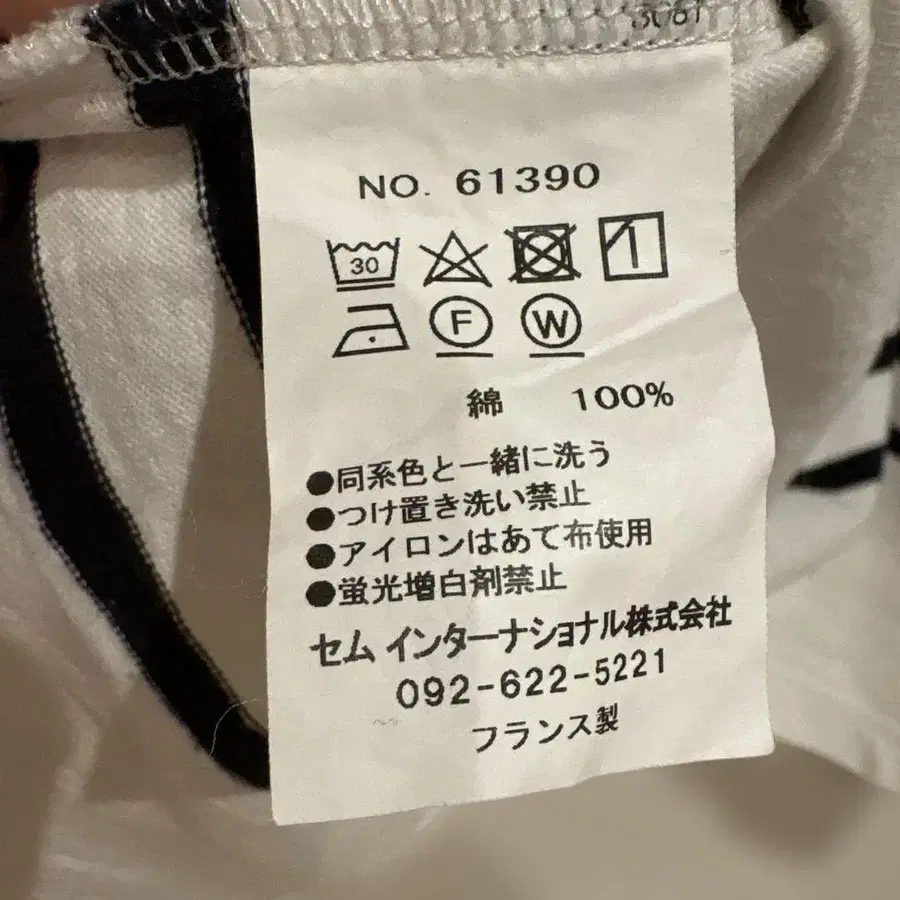 3061
NO. 61390
30
F W
綿 100%
●同系色と一緒に洗う
●つけ置き洗い禁止
●アイロンはあて布使用
●蛍光増白剤禁止
セム インターナショナル株式会社
092-622-5221
フランス製